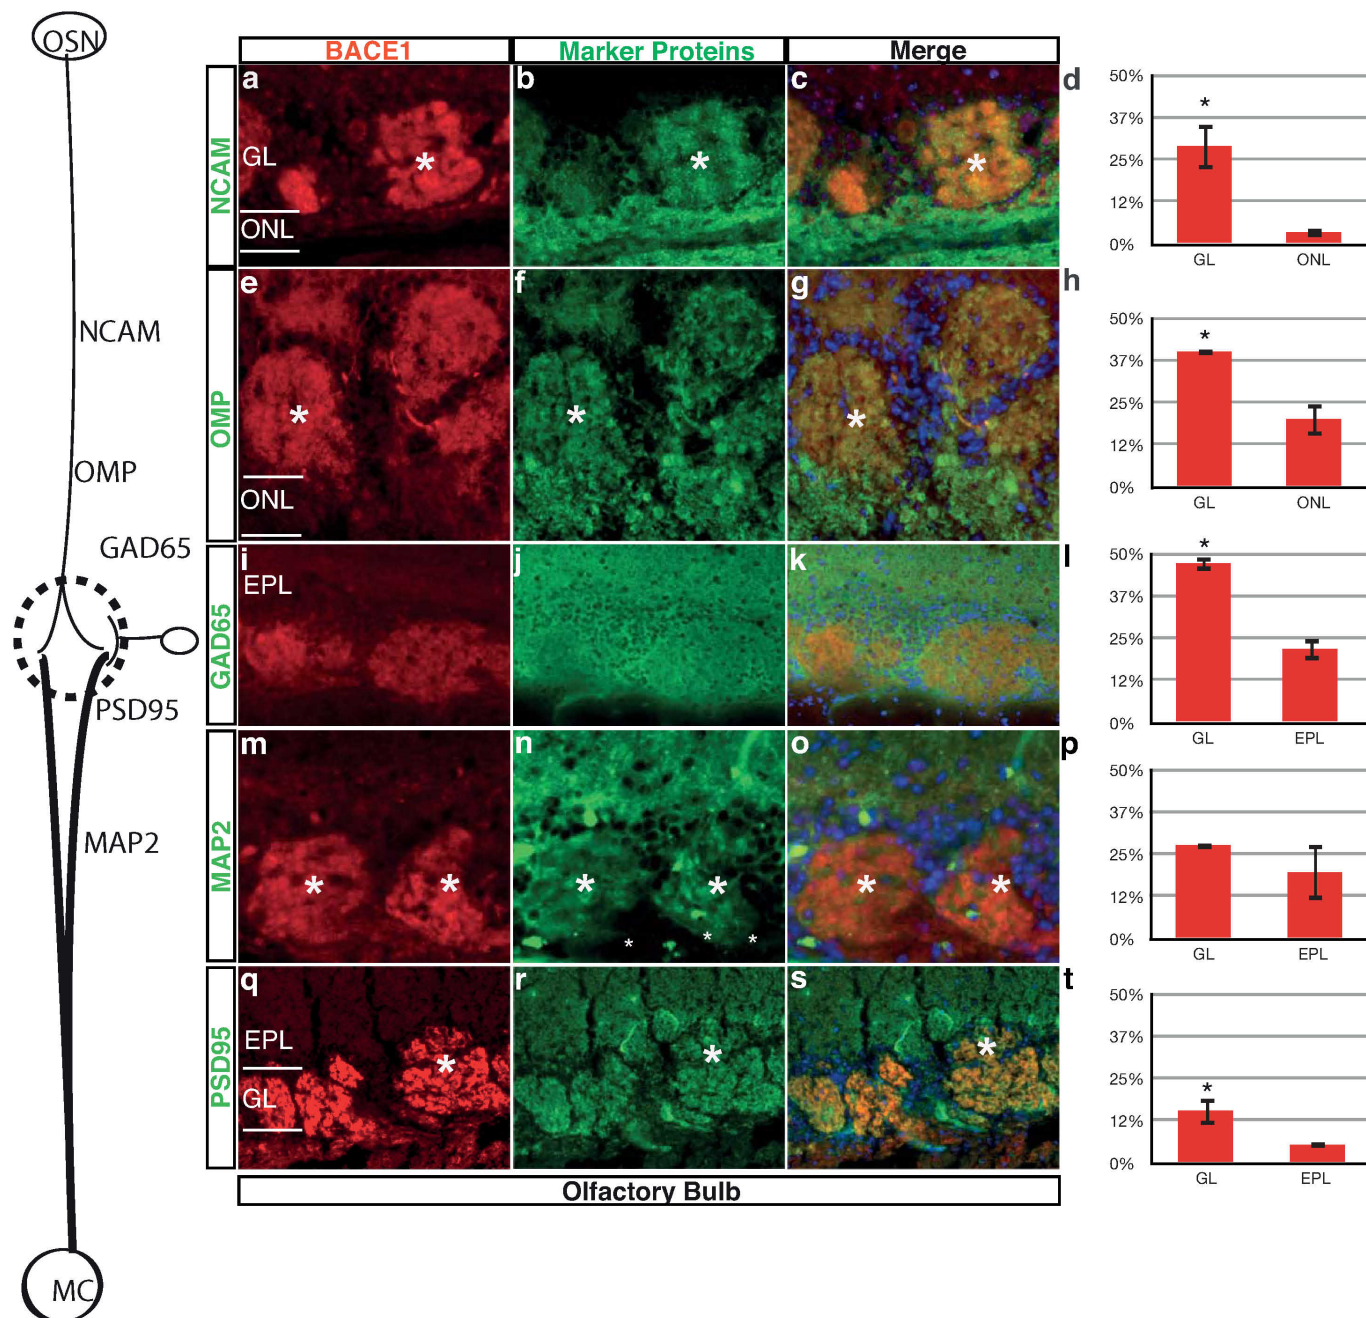 OSN
NCAM
OMP
GAD65
PSD95
MAP2
MC
BACE1 Marker Proteins Merge
NCAM
a
GL
*
ONL
b
*
c
*
d
50%
37%
25%
12%
0%
*
GL ONL
OMP
e
*
ONL
f
*
g
*
h
50%
37%
25%
12%
0%
*
GL ONL
GAD65
i
EPL
j
k
l
50%
37%
25%
12%
0%
*
GL EPL
MAP2
m
* *
n
* *
* * *
o
* *
p
50%
37%
25%
12%
0%
GL EPL
PSD95
q
EPL
*
GL
r
*
s
*
t
50%
37%
25%
12%
0%
*
GL EPL
Olfactory Bulb